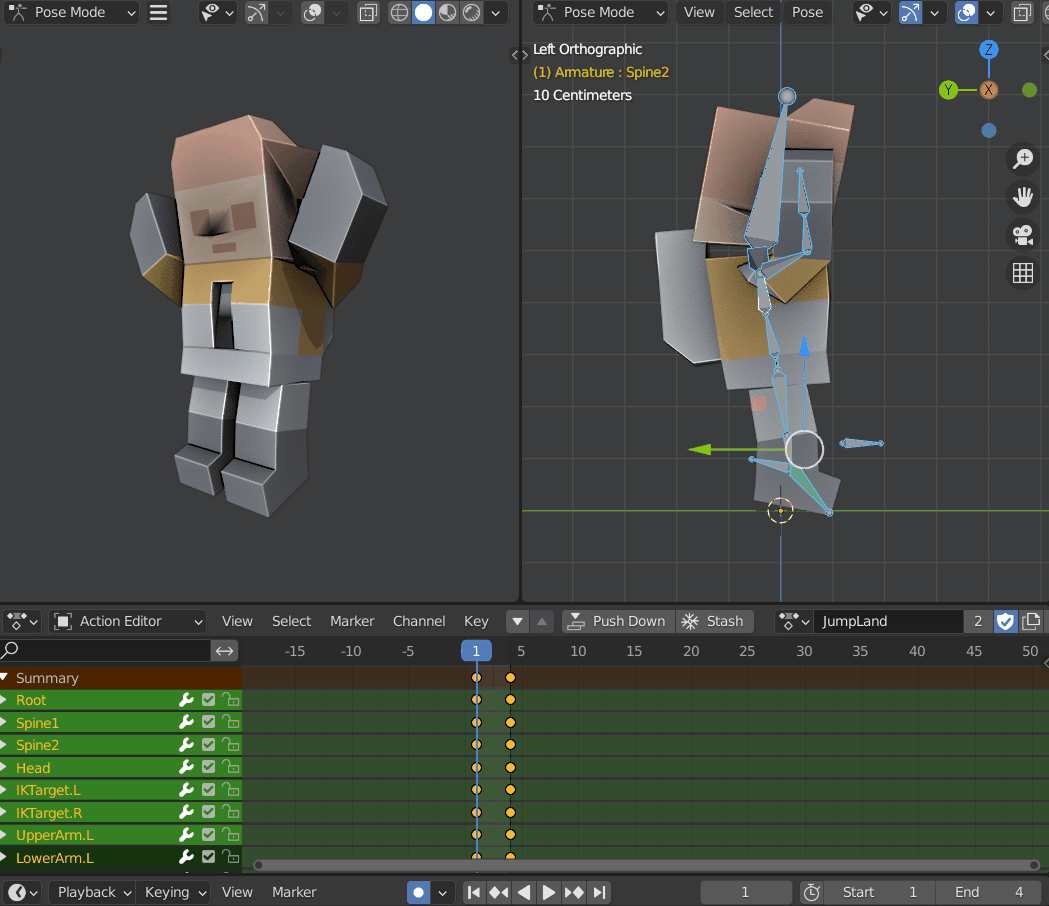 Pose Mode
Pose Mode View Select Pose
Left Orthographic
(1) Armature : Spine2
10 Centimeters
Z
Y
X
Action Editor View Select Marker Channel Key Push Down Stash JumpLand 2
-15 -10 -5 1 5 10 15 20 25 30 35 40 45 50
Summary
Root
Spine1
Spine2
Head
IKTarget.L
IKTarget.R
UpperArm.L
LowerArm.L
Playback Keying View Marker 1 Start 1 End 4